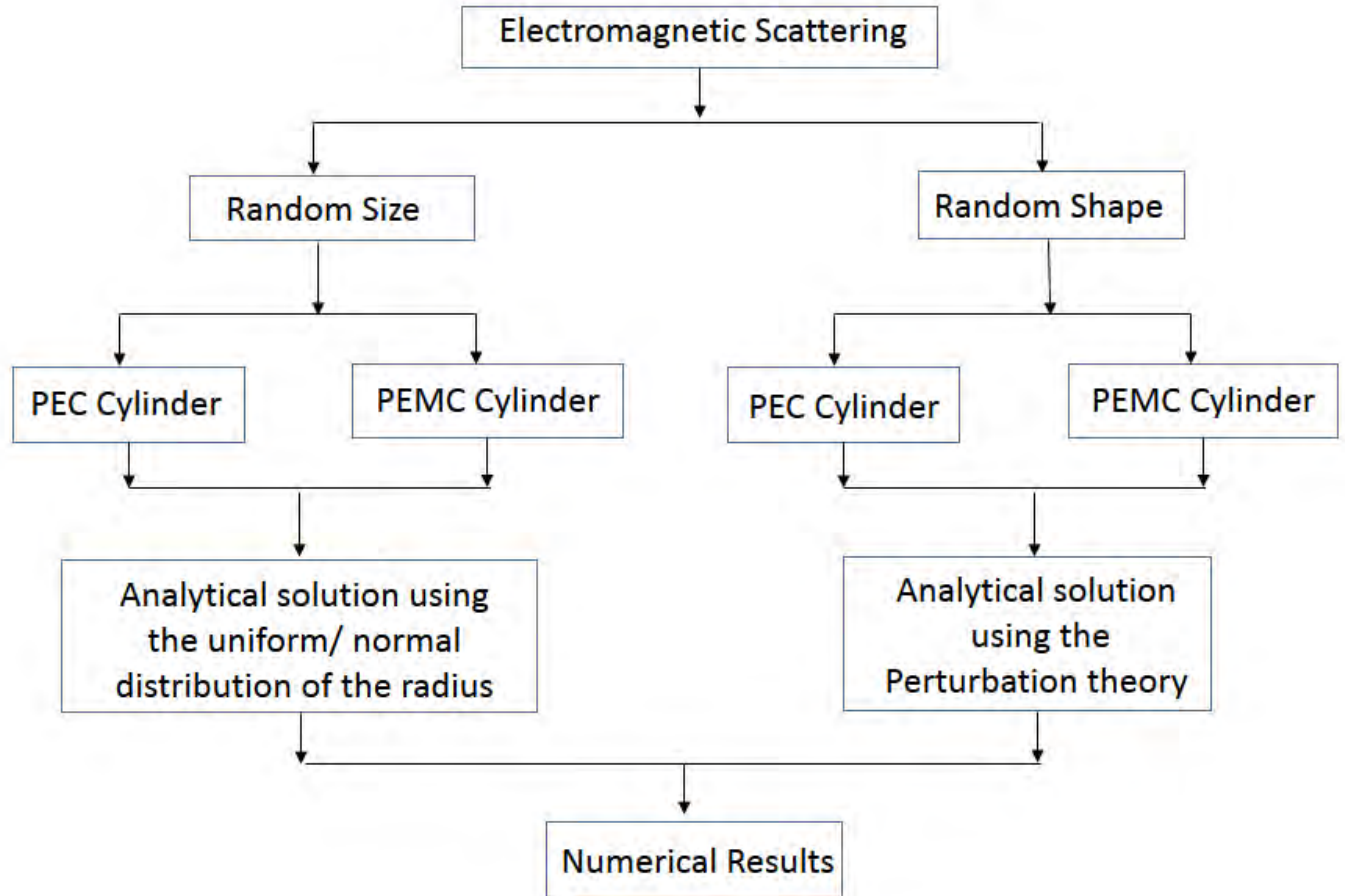 Electromagnetic Scattering
Random Size
Random Shape
PEC Cylinder
PEMC Cylinder
PEC Cylinder
PEMC Cylinder
Analytical solution using
the uniform/ normal
distribution of the radius
Analytical solution
using the
Perturbation theory
Numerical Results